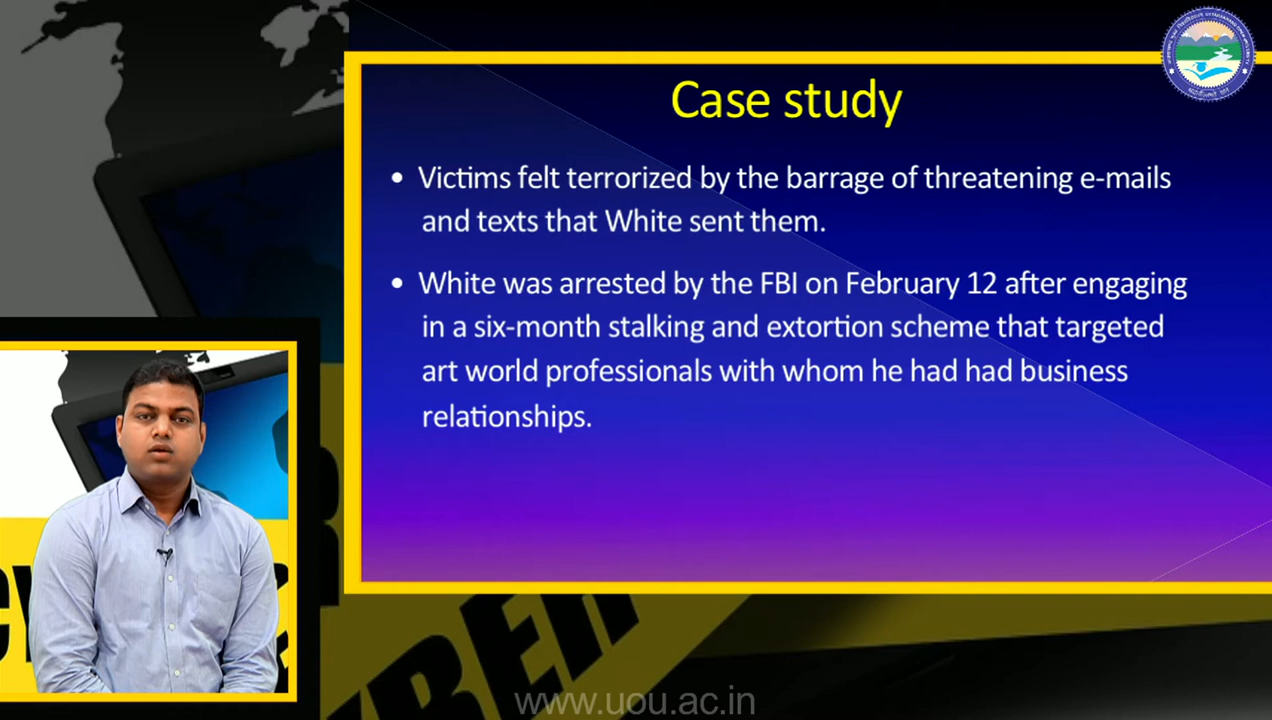 Case study
• Victims felt terrorized by the barrage of threatening e-mails
and texts that White sent them.
• White was arrested by the FBI on February 12 after engaging
in a six-month stalking and extortion scheme that targeted
art world professionals with whom he had had business
relationships.
CYBER
www.uou.ac.in